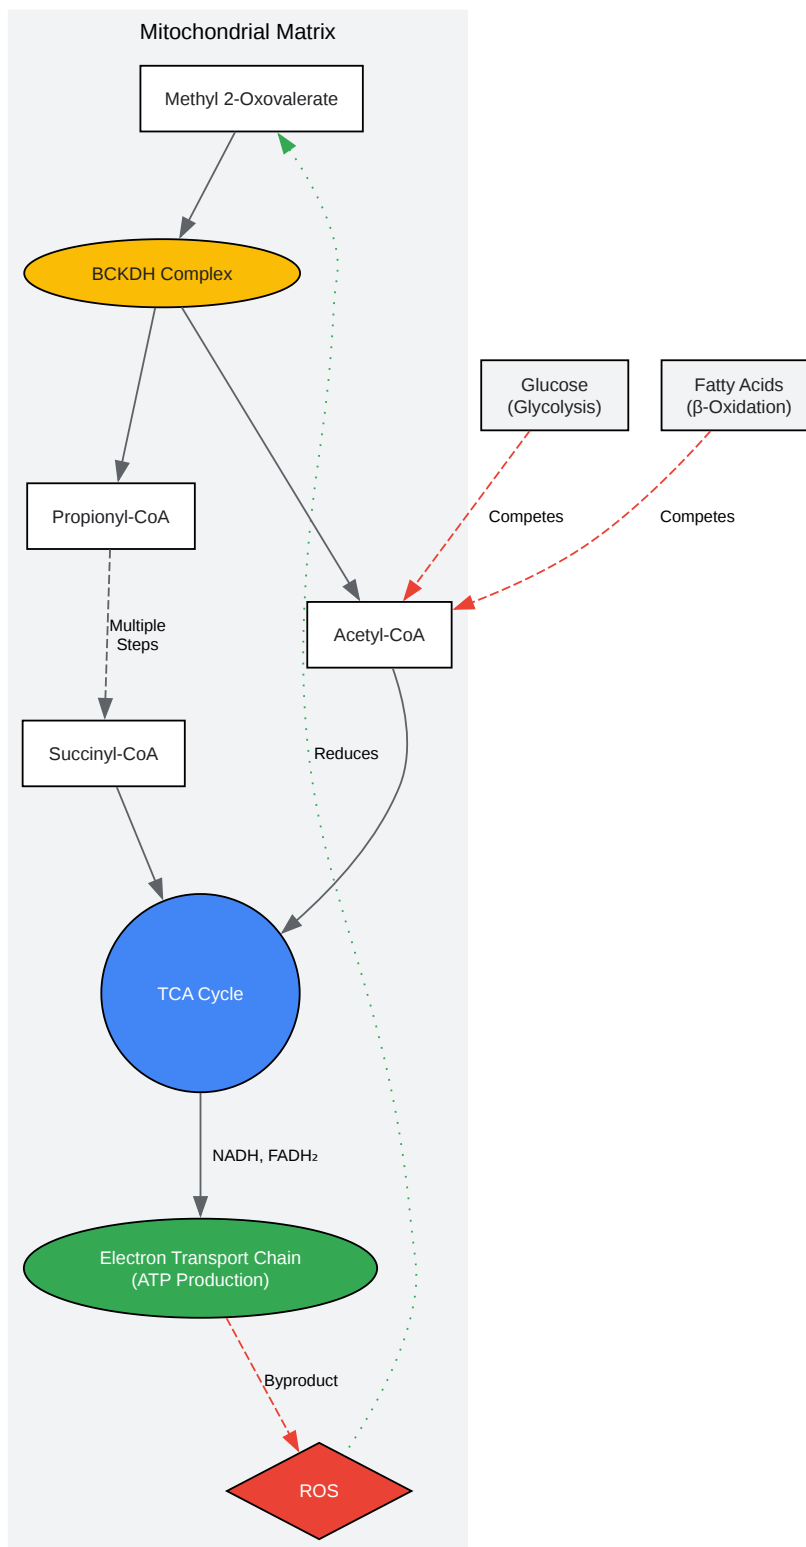 Mitochondrial Matrix
Methyl 2-Oxovalerate
BCKDH Complex
Glucose
(Glycolysis)
Fatty Acids
(β-Oxidation)
Propionyl-CoA
Competes
Competes
Multiple
Steps
Acetyl-CoA
Succinyl-CoA
Reduces
TCA Cycle
NADH, FADH₂
Electron Transport Chain
(ATP Production)
Byproduct
ROS